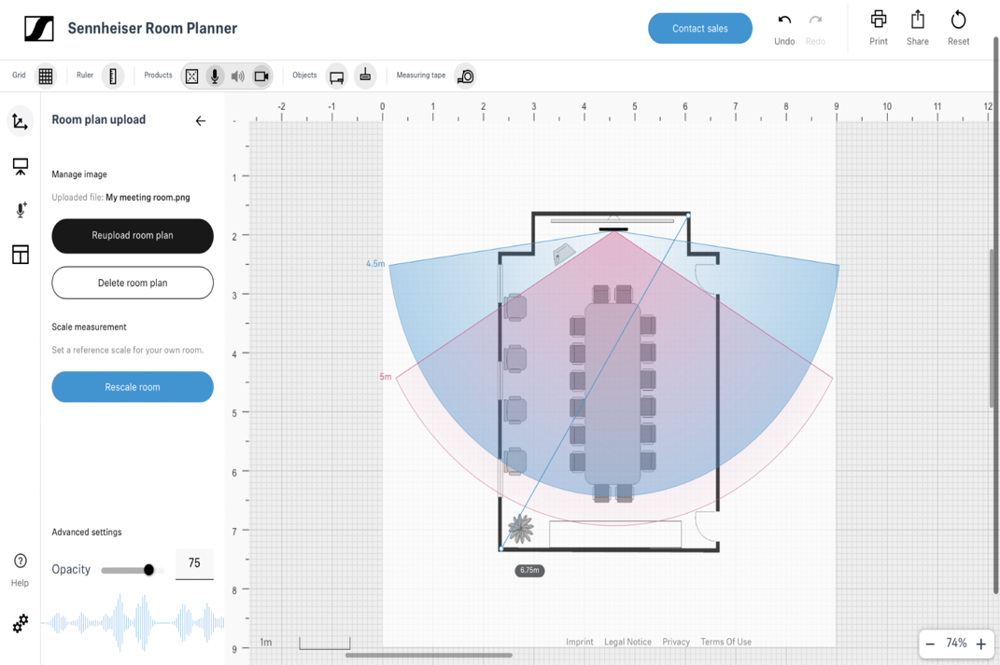 Sennheiser Room Planner
Contact sales
Undo
Redo
Print
Share
Reset
Grid
Ruler
Products
Objects
Measuring tape
Room plan upload
Manage image
Uploaded file: My meeting room.png
Reupload room plan
Delete room plan
Scale measurement
Set a reference scale for your own room.
Rescale room
Advanced settings
Opacity
75
Help
-2 -1 0 1 2 3 4 5 6 7 8 9 10 11 12
1
2
3
4
5
6
7
8
9
4.5m
5m
6.75m
1m
Imprint Legal Notice Privacy Terms Of Use
− 74% +